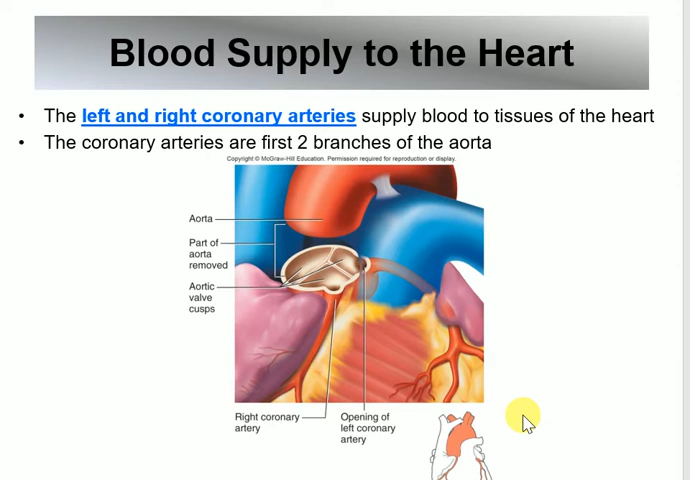 Blood Supply to the Heart
• The left and right coronary arteries supply blood to tissues of the heart
• The coronary arteries are first 2 branches of the aorta
Copyright © McGraw-Hill Education. Permission required for reproduction or display.
Aorta
Part of
aorta
removed
Aortic
valve
cusps
Right coronary
artery
Opening of
left coronary
artery